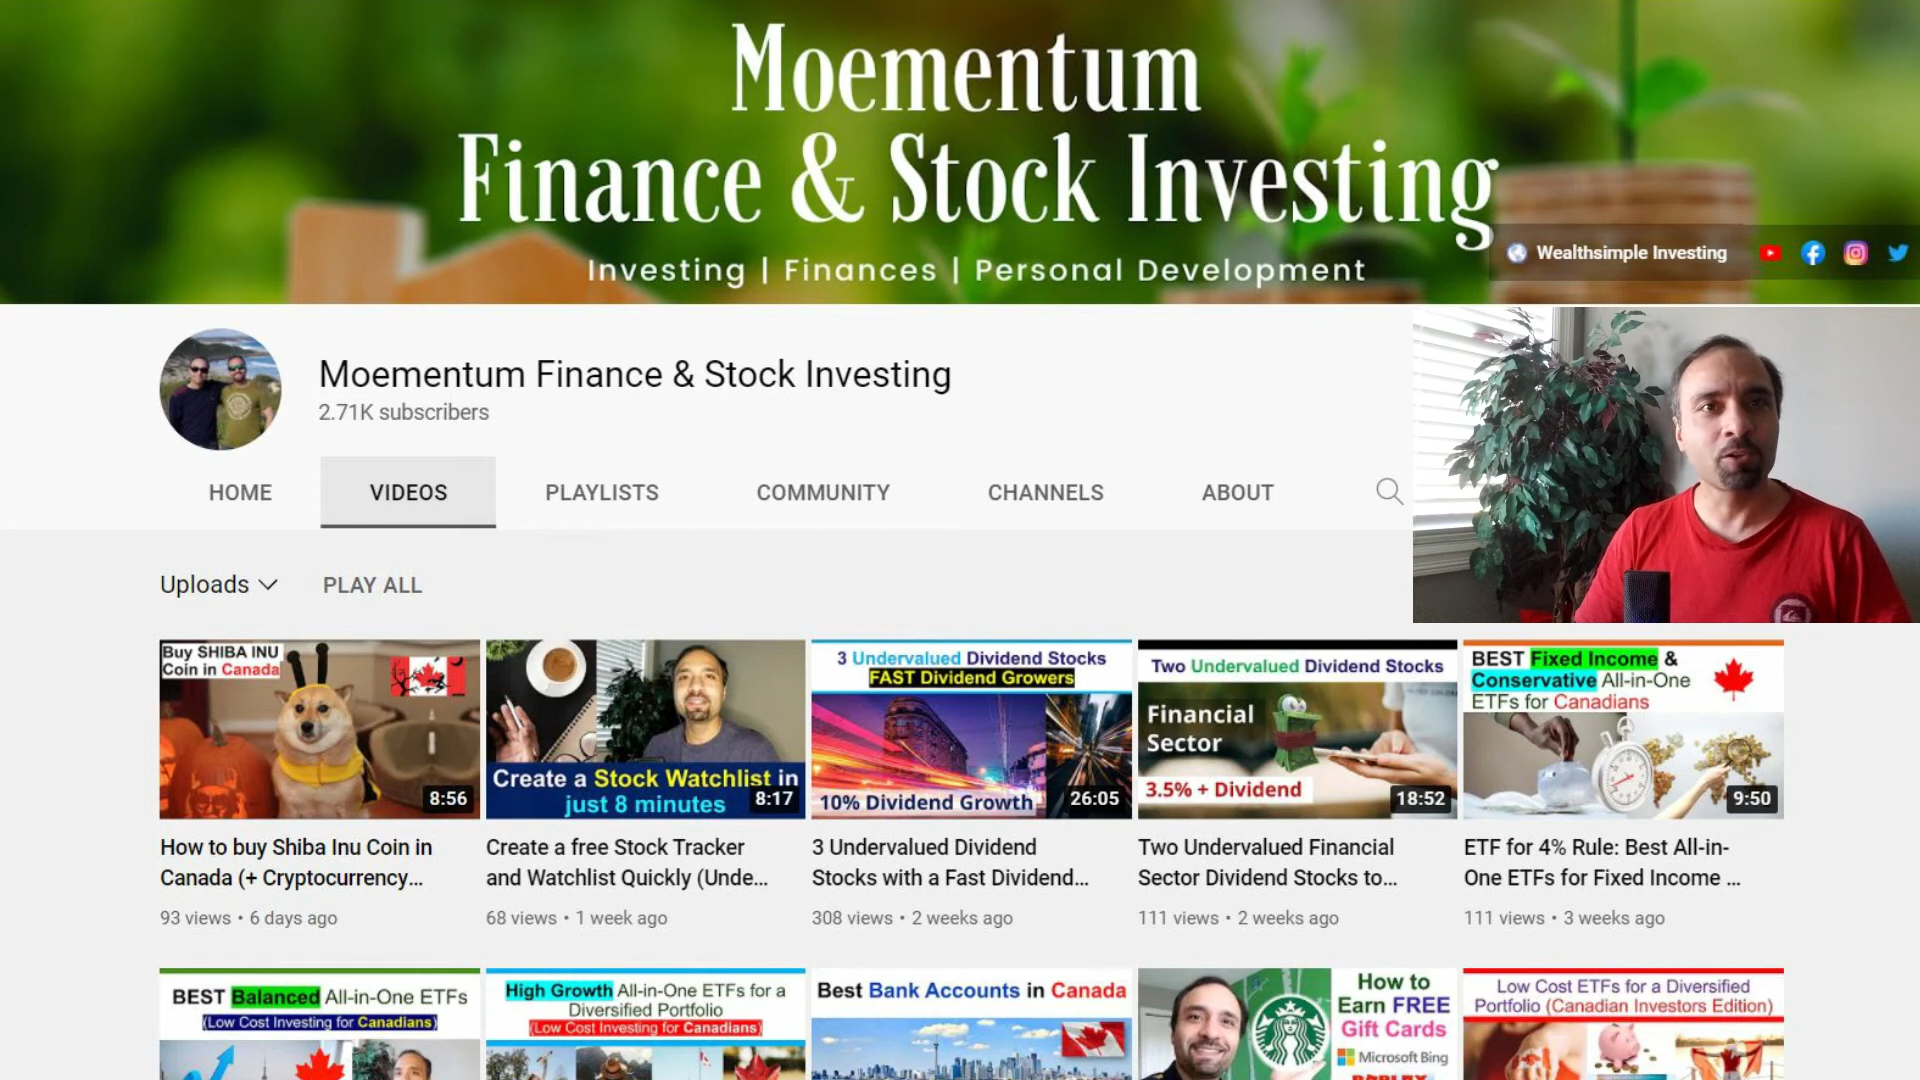 Moementum
Finance & Stock Investing
Investing | Finances | Personal Development
Wealthsimple Investing
Moementum Finance & Stock Investing
2.71K subscribers
HOME
VIDEOS
PLAYLISTS
COMMUNITY
CHANNELS
ABOUT
Uploads
PLAY ALL
Buy SHIBA INU
Coin in Canada
8:56
How to buy Shiba Inu Coin in
Canada (+ Cryptocurrency...
93 views • 6 days ago
Create a Stock Watchlist in
just 8 minutes
8:17
Create a free Stock Tracker
and Watchlist Quickly (Unde...
68 views • 1 week ago
3 Undervalued Dividend Stocks
FAST Dividend Growers
10% Dividend Growth
26:05
3 Undervalued Dividend
Stocks with a Fast Dividend...
308 views • 2 weeks ago
Two Undervalued Dividend Stocks
Financial
Sector
3.5% + Dividend
18:52
Two Undervalued Financial
Sector Dividend Stocks to...
111 views • 2 weeks ago
BEST Fixed Income &
Conservative All-in-One
ETFs for Canadians
9:50
ETF for 4% Rule: Best All-in-
One ETFs for Fixed Income ...
111 views • 3 weeks ago
BEST Balanced All-in-One ETFs
(Low Cost Investing for Canadians)
High Growth All-in-One ETFs for a
Diversified Portfolio
(Low Cost Investing for Canadians)
Best Bank Accounts in Canada
How to
Earn FREE
Gift Cards
Microsoft Bing
ROBLOX
Low Cost ETFs for a Diversified
Portfolio (Canadian Investors Edition)